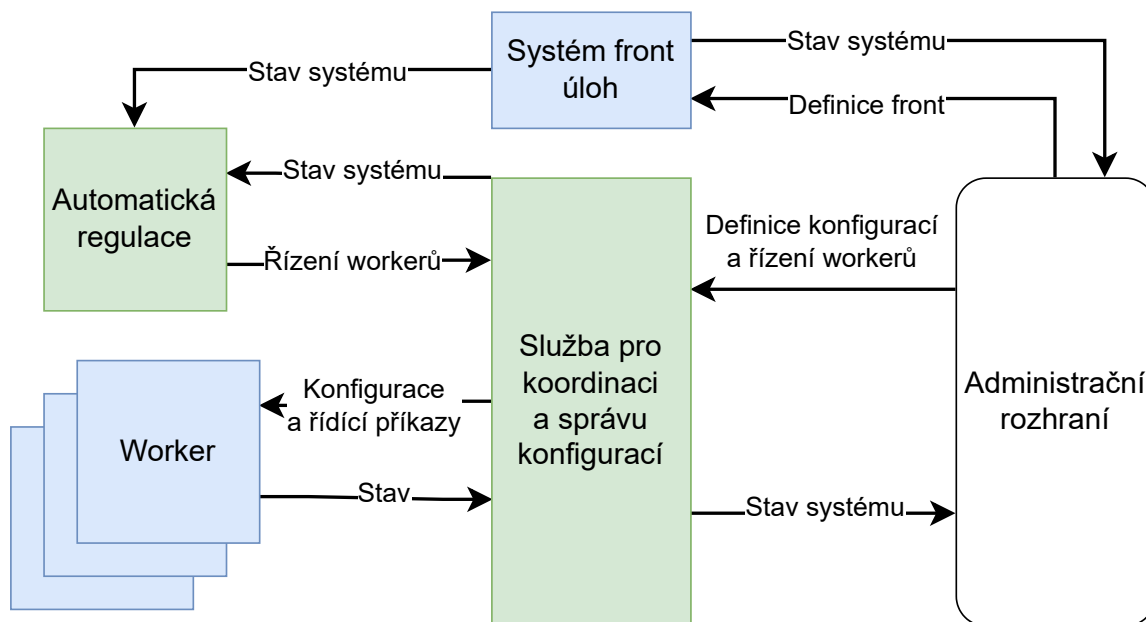 Systém front
úloh
Stav systému
Stav systému
Definice front
Automatická
regulace
Stav systému
Řízení workerů
Definice konfigurací
a řízení workerů
Služba pro
koordinaci
a správu
konfigurací
Administrační
rozhraní
Konfigurace
a řídící příkazy
Worker
Stav
Stav systému